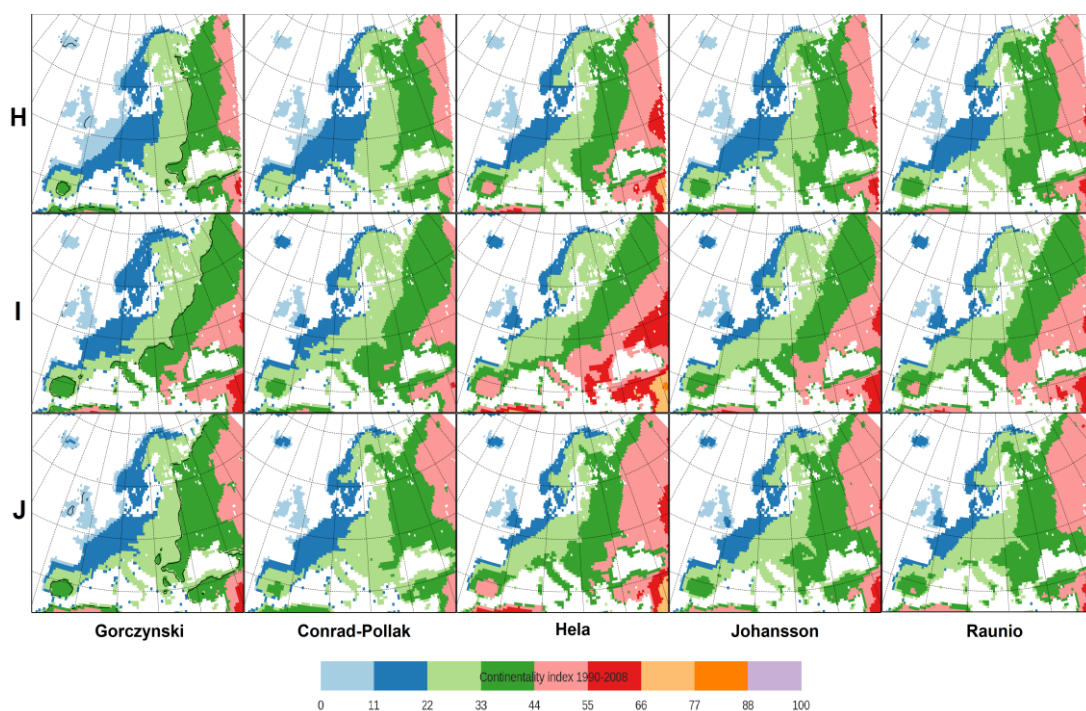 H
I
J
Gorczynski Conrad-Pollak Hela Johansson Raunio
Continentality index 1990-2008
0 11 22 33 44 55 66 77 88 100